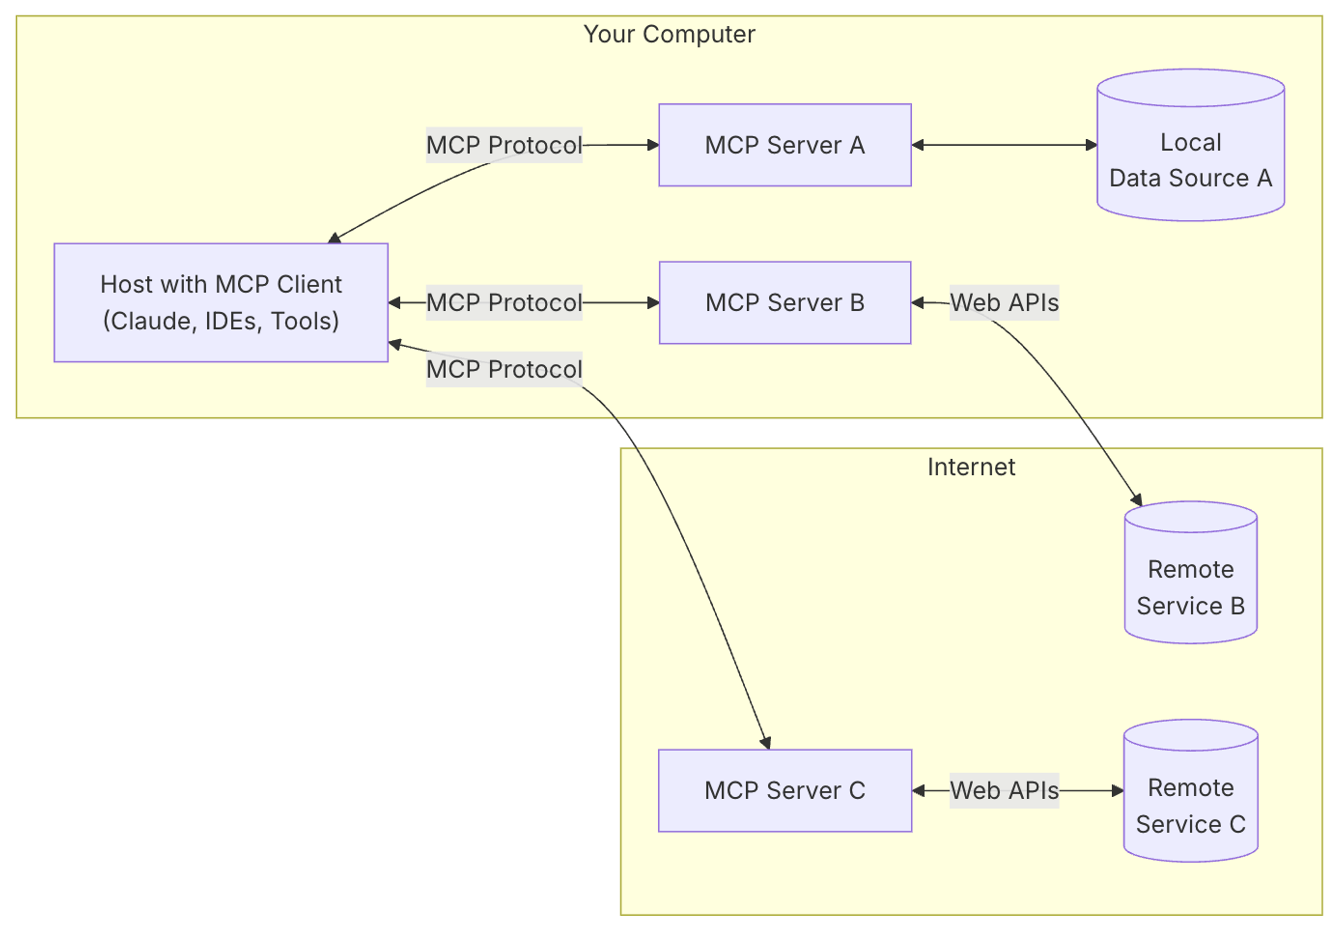 Your Computer
MCP Protocol
MCP Server A
Local
Data Source A
Host with MCP Client
(Claude, IDEs, Tools)
MCP Protocol
MCP Server B
Web APIs
MCP Protocol
Internet
Remote
Service B
MCP Server C
Web APIs
Remote
Service C